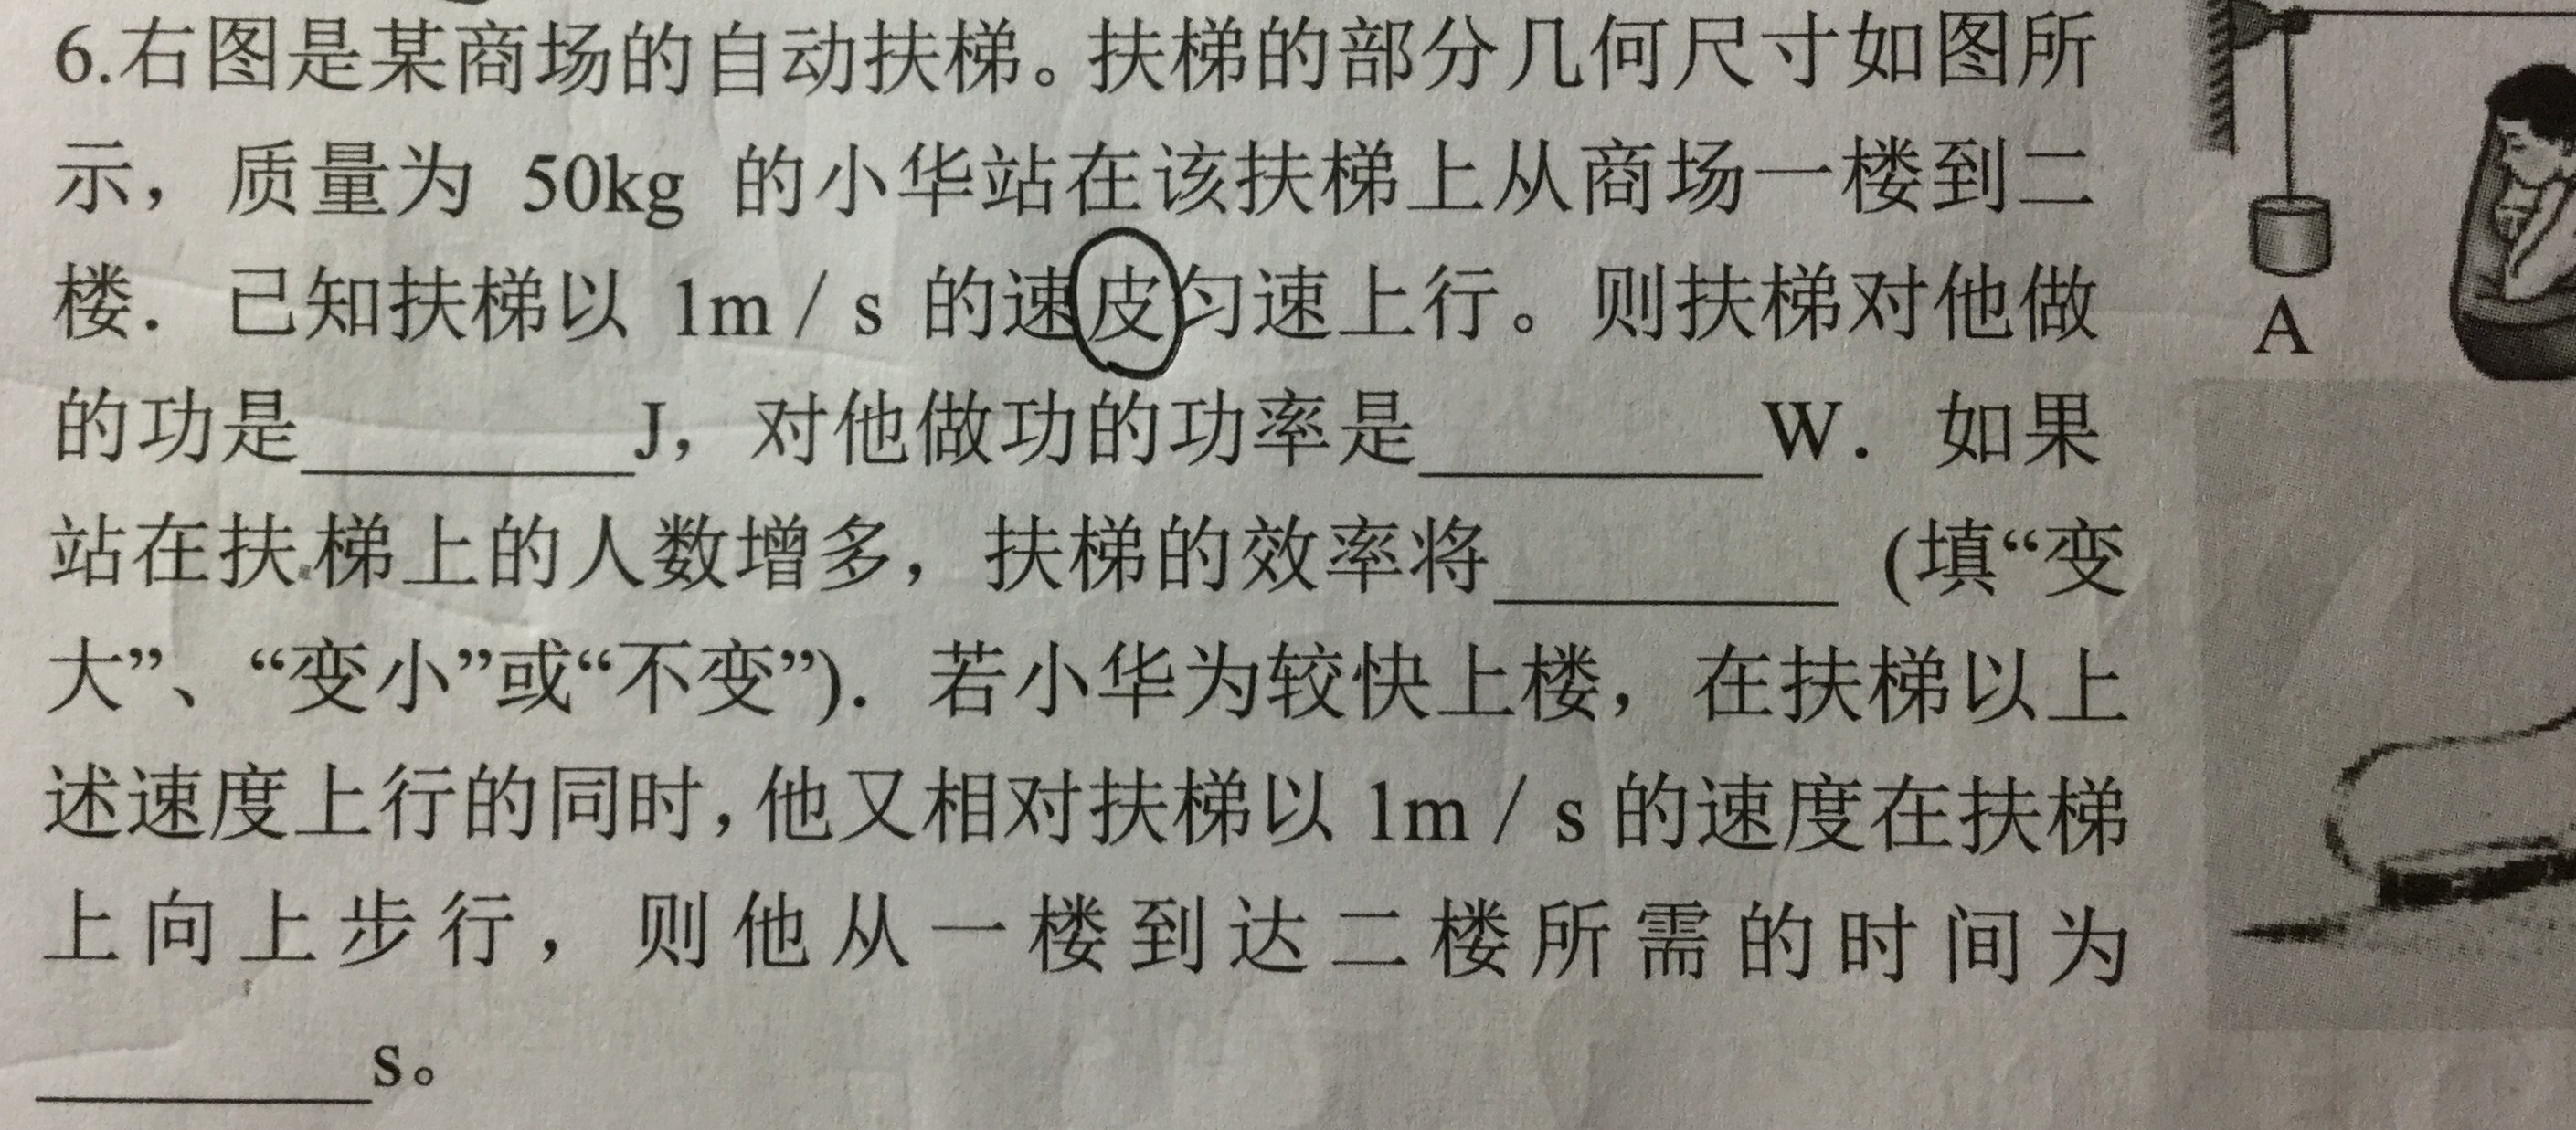 6.右图是某商场的自动扶梯。扶梯的部分几何尺寸如图所
示，质量为 50kg 的小华站在该扶梯上从商场一楼到二
楼．已知扶梯以 1m / s 的速皮匀速上行。则扶梯对他做
的功是________J，对他做功的功率是________W．如果
站在扶梯上的人数增多，扶梯的效率将________ (填“变
大”、“变小”或“不变”)．若小华为较快上楼，在扶梯以上
述速度上行的同时,他又相对扶梯以 1m / s 的速度在扶梯
上向上步行，则他从一楼到达二楼所需的时间为
________s。
A